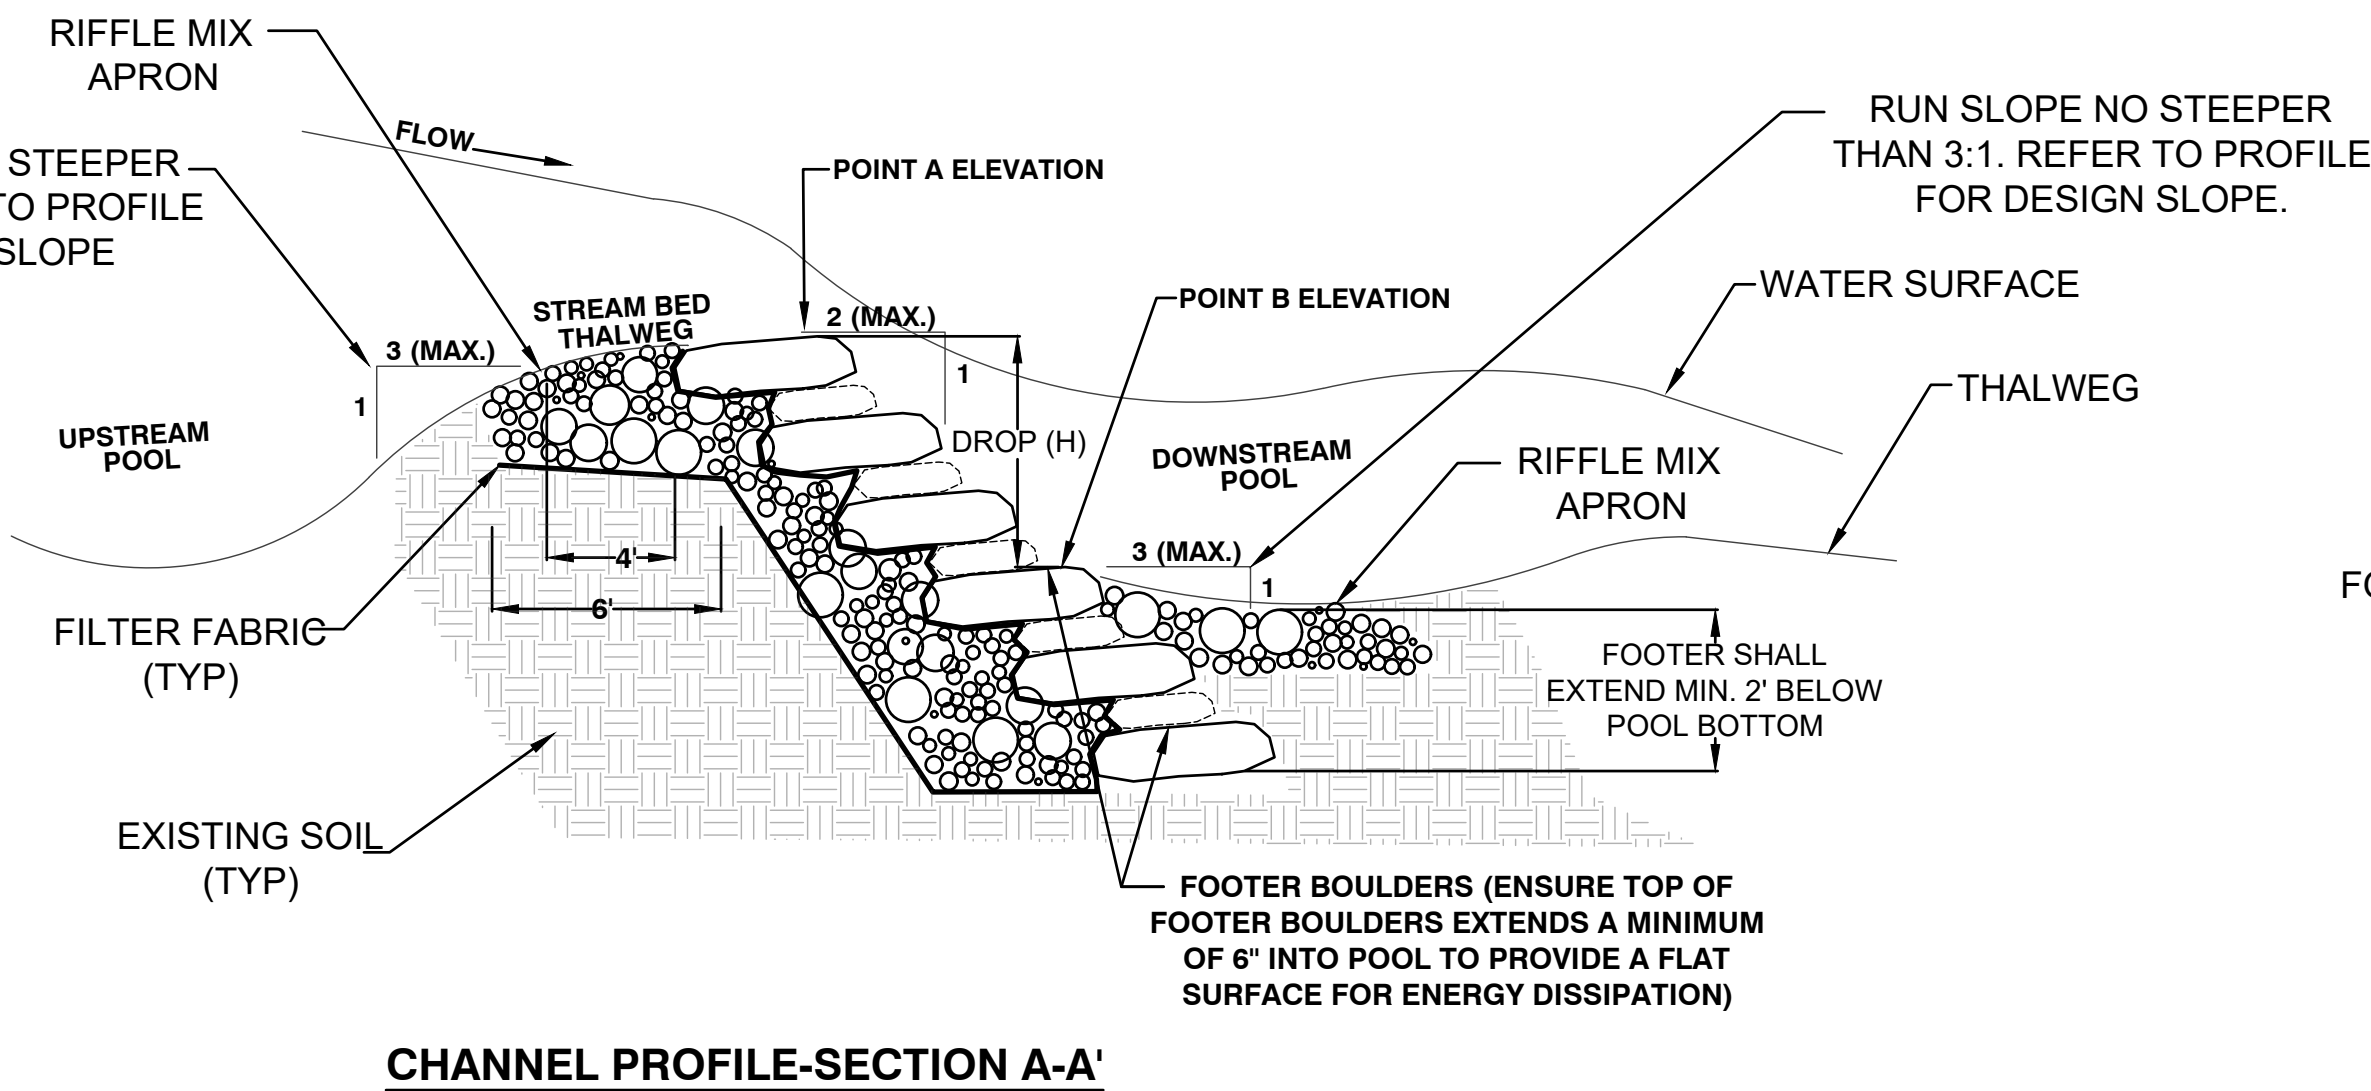 RIFFLE MIX
APRON
FLOW
STEEPER
TO PROFILE
SLOPE
POINT A ELEVATION
RUN SLOPE NO STEEPER
THAN 3:1. REFER TO PROFILE
FOR DESIGN SLOPE.
WATER SURFACE
POINT B ELEVATION
STREAM BED
THALWEG
2 (MAX.)
1
3 (MAX.)
1
THALWEG
UPSTREAM
POOL
DROP (H)
DOWNSTREAM
POOL
RIFFLE MIX
APRON
3 (MAX.)
1
4'
6'
FO
FILTER FABRIC
(TYP)
FOOTER SHALL
EXTEND MIN. 2' BELOW
POOL BOTTOM
EXISTING SOIL
(TYP)
FOOTER BOULDERS (ENSURE TOP OF
FOOTER BOULDERS EXTENDS A MINIMUM
OF 6" INTO POOL TO PROVIDE A FLAT
SURFACE FOR ENERGY DISSIPATION)
CHANNEL PROFILE-SECTION A-A'